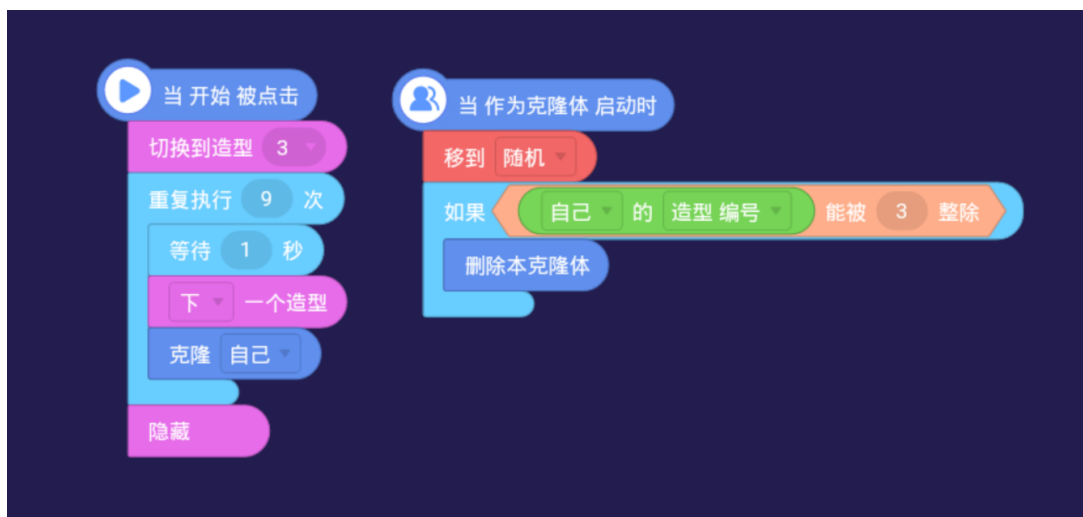 当 开始 被点击
切换到造型 3
重复执行 9 次
等待 1 秒
下 一个造型
克隆 自己
隐藏
当 作为克隆体 启动时
移到 随机
如果 自己 的 造型 编号 能被 3 整除
删除本克隆体